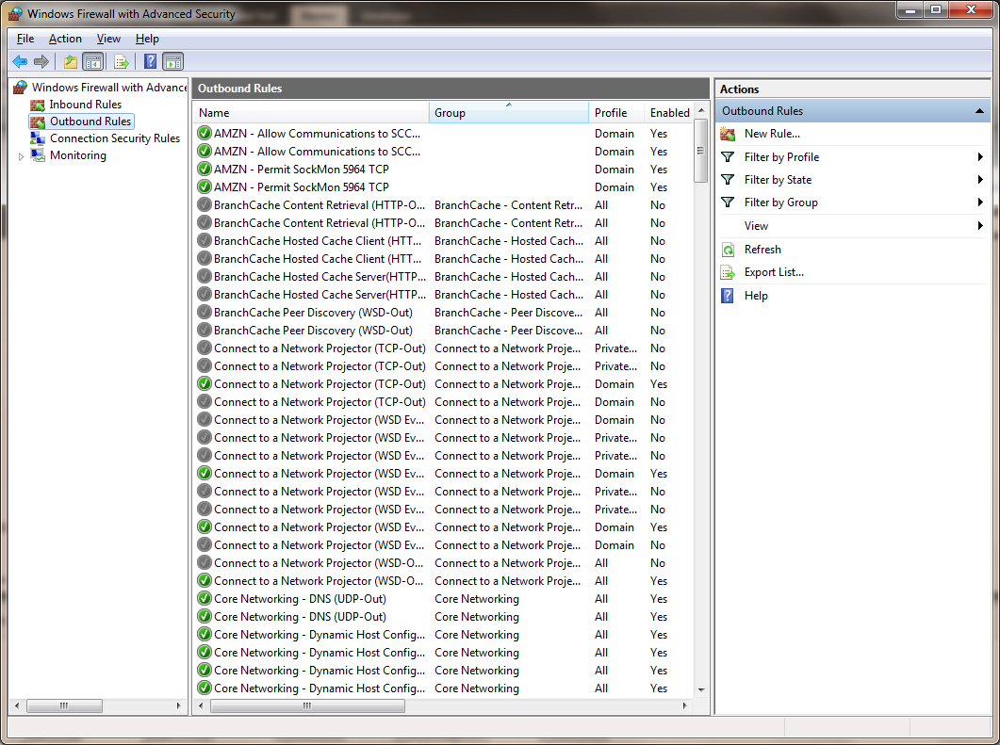 Windows Firewall with Advanced Security
File Action View Help
Windows Firewall with Advance
Inbound Rules
Outbound Rules
Connection Security Rules
Monitoring
Outbound Rules
Name Group Profile Enabled
AMZN - Allow Communications to SCC... Domain Yes
AMZN - Allow Communications to SCC... Domain Yes
AMZN - Permit SockMon 5964 TCP Domain Yes
AMZN - Permit SockMon 5964 TCP Domain Yes
BranchCache Content Retrieval (HTTP-O... BranchCache - Content Retr... All No
BranchCache Content Retrieval (HTTP-O... BranchCache - Content Retr... All No
BranchCache Hosted Cache Client (HTT... BranchCache - Hosted Cach... All No
BranchCache Hosted Cache Client (HTT... BranchCache - Hosted Cach... All No
BranchCache Hosted Cache Server(HTTP... BranchCache - Hosted Cach... All No
BranchCache Hosted Cache Server(HTTP... BranchCache - Hosted Cach... All No
BranchCache Peer Discovery (WSD-Out) BranchCache - Peer Discove... All No
BranchCache Peer Discovery (WSD-Out) BranchCache - Peer Discove... All No
Connect to a Network Projector (TCP-Out) Connect to a Network Proje... Private... No
Connect to a Network Projector (TCP-Out) Connect to a Network Proje... Private... No
Connect to a Network Projector (TCP-Out) Connect to a Network Proje... Domain Yes
Connect to a Network Projector (TCP-Out) Connect to a Network Proje... Domain No
Connect to a Network Projector (WSD Ev... Connect to a Network Proje... Domain No
Connect to a Network Projector (WSD Ev... Connect to a Network Proje... Private... No
Connect to a Network Projector (WSD Ev... Connect to a Network Proje... Private... No
Connect to a Network Projector (WSD Ev... Connect to a Network Proje... Domain Yes
Connect to a Network Projector (WSD Ev... Connect to a Network Proje... Private... No
Connect to a Network Projector (WSD Ev... Connect to a Network Proje... Private... No
Connect to a Network Projector (WSD Ev... Connect to a Network Proje... Domain Yes
Connect to a Network Projector (WSD Ev... Connect to a Network Proje... Domain No
Connect to a Network Projector (WSD-O... Connect to a Network Proje... All No
Connect to a Network Projector (WSD-O... Connect to a Network Proje... All Yes
Core Networking - DNS (UDP-Out) Core Networking All Yes
Core Networking - DNS (UDP-Out) Core Networking All Yes
Core Networking - Dynamic Host Config... Core Networking All Yes
Core Networking - Dynamic Host Config... Core Networking All Yes
Core Networking - Dynamic Host Config... Core Networking All Yes
Core Networking - Dynamic Host Config... Core Networking All Yes
Actions
Outbound Rules
New Rule...
Filter by Profile
Filter by State
Filter by Group
View
Refresh
Export List...
Help